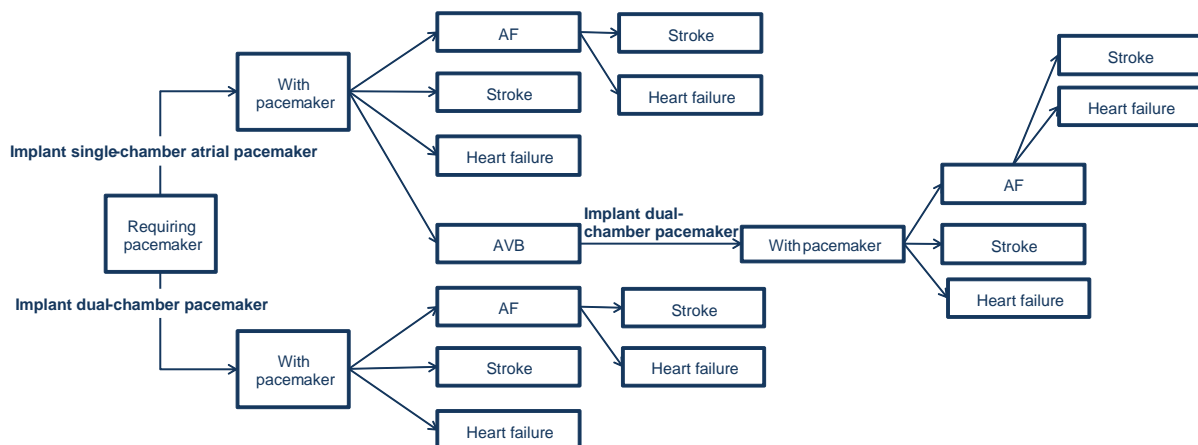 AF
Stroke
Stroke
With
pacemaker
Stroke
Heart failure
Heart failure
Implant single-chamber atrial pacemaker
Heart failure
AF
Requiring
pacemaker
AVB
Implant dual-
chamber pacemaker
With pacemaker
Stroke
Heart failure
Implant dual-chamber pacemaker
AF
Stroke
With
pacemaker
Stroke
Heart failure
Heart failure